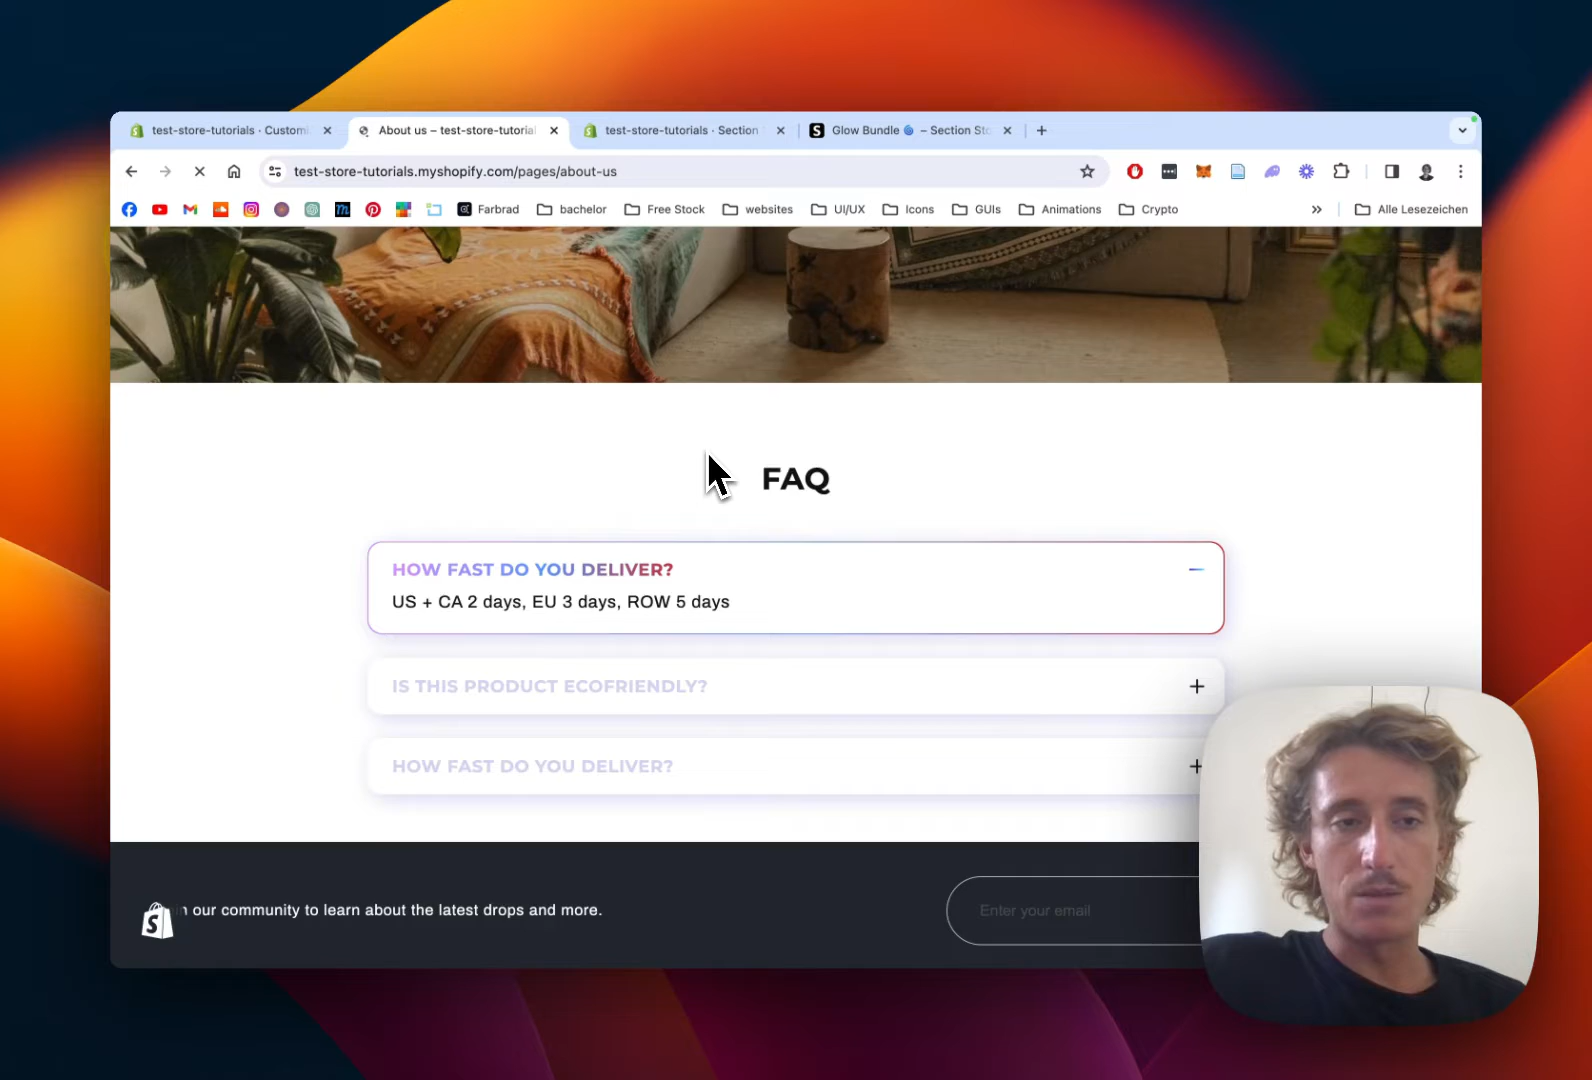 test-store-tutorials · Customi
About us – test-store-tutorial
test-store-tutorials · Section
S Glow Bundle – Section Sto
test-store-tutorials.myshopify.com/pages/about-us
Farbrad
bachelor
Free Stock
websites
UI/UX
Icons
GUIs
Animations
Crypto
Alle Lesezeichen
FAQ
HOW FAST DO YOU DELIVER?
US + CA 2 days, EU 3 days, ROW 5 days
IS THIS PRODUCT ECOFRIENDLY?
HOW FAST DO YOU DELIVER?
our community to learn about the latest drops and more.
Enter your email